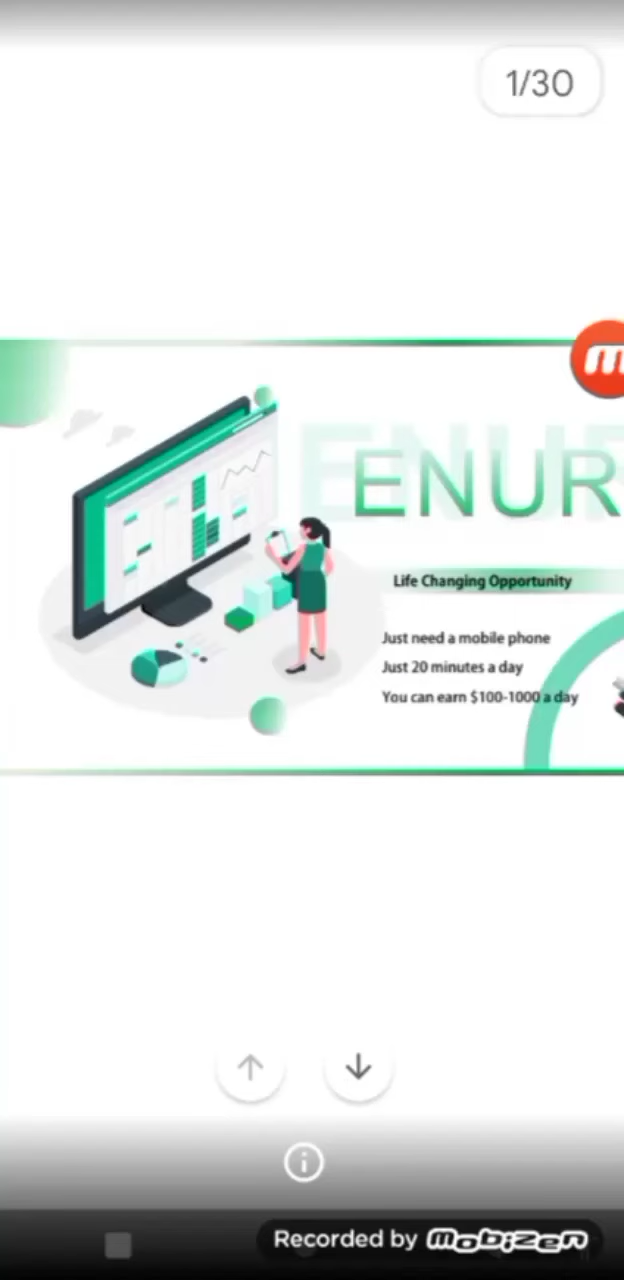 1/30
m
ENUR
Life Changing Opportunity
Just need a mobile phone
Just 20 minutes a day
You can earn $100-1000 a day
Recorded by mobizen